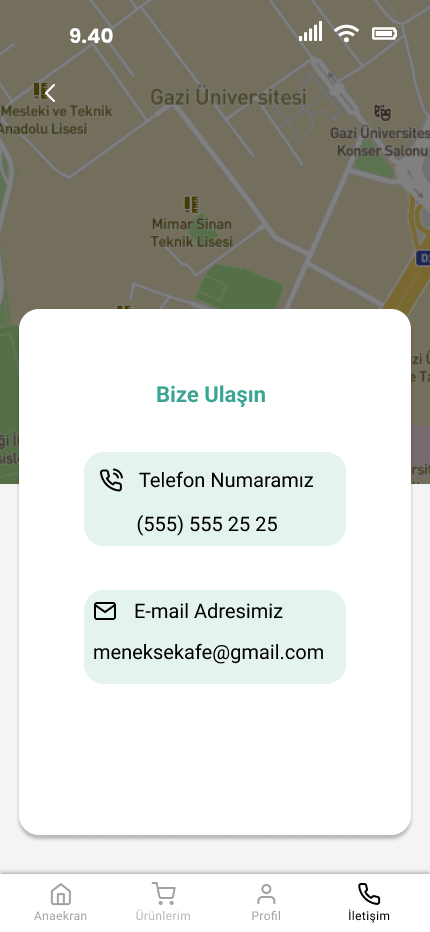 9.40
Mesleki ve Teknik
Anadolu Lisesi
Gazi Üniversitesi
Gazi Üniversites
Konser Salonu
Mimar Sinan
Teknik Lisesi
Bize Ulaşın
Telefon Numaramız
(555) 555 25 25
E-mail Adresimiz
meneksekafe@gmail.com
Anaekran
Ürünlerim
Profil
İletişim